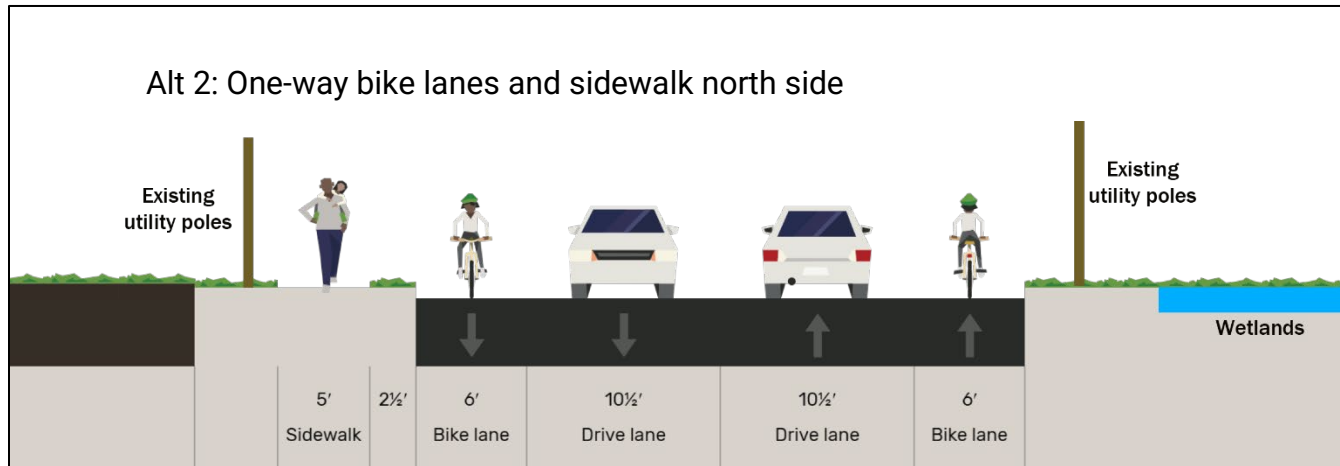 Alt 2: One-way bike lanes and sidewalk north side
Existing
utility poles
Existing
utility poles
Wetlands
5′
2½′
6′
10½′
10½′
6′
Sidewalk
Bike lane
Drive lane
Drive lane
Bike lane